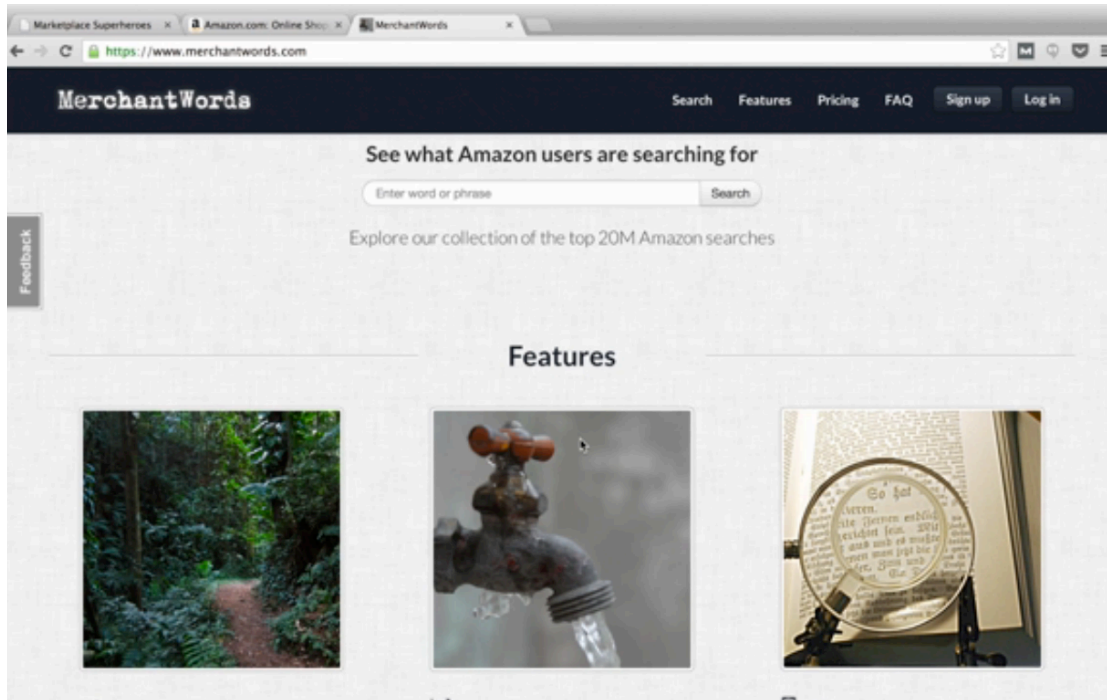 Marketplace Superheroes
Amazon.com: Online Shop
MerchantWords
https://www.merchantwords.com
MerchantWords
Search Features Pricing FAQ Sign up Log in
See what Amazon users are searching for
Enter word or phrase Search
Explore our collection of the top 20M Amazon searches
Feedback
Features
So hat